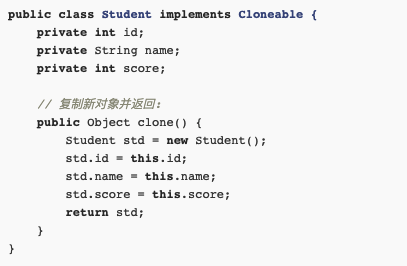 public class Student implements Cloneable {
    private int id;
    private String name;
    private int score;

    // 复制新对象并返回:
    public Object clone() {
        Student std = new Student();
        std.id = this.id;
        std.name = this.name;
        std.score = this.score;
        return std;
    }
}